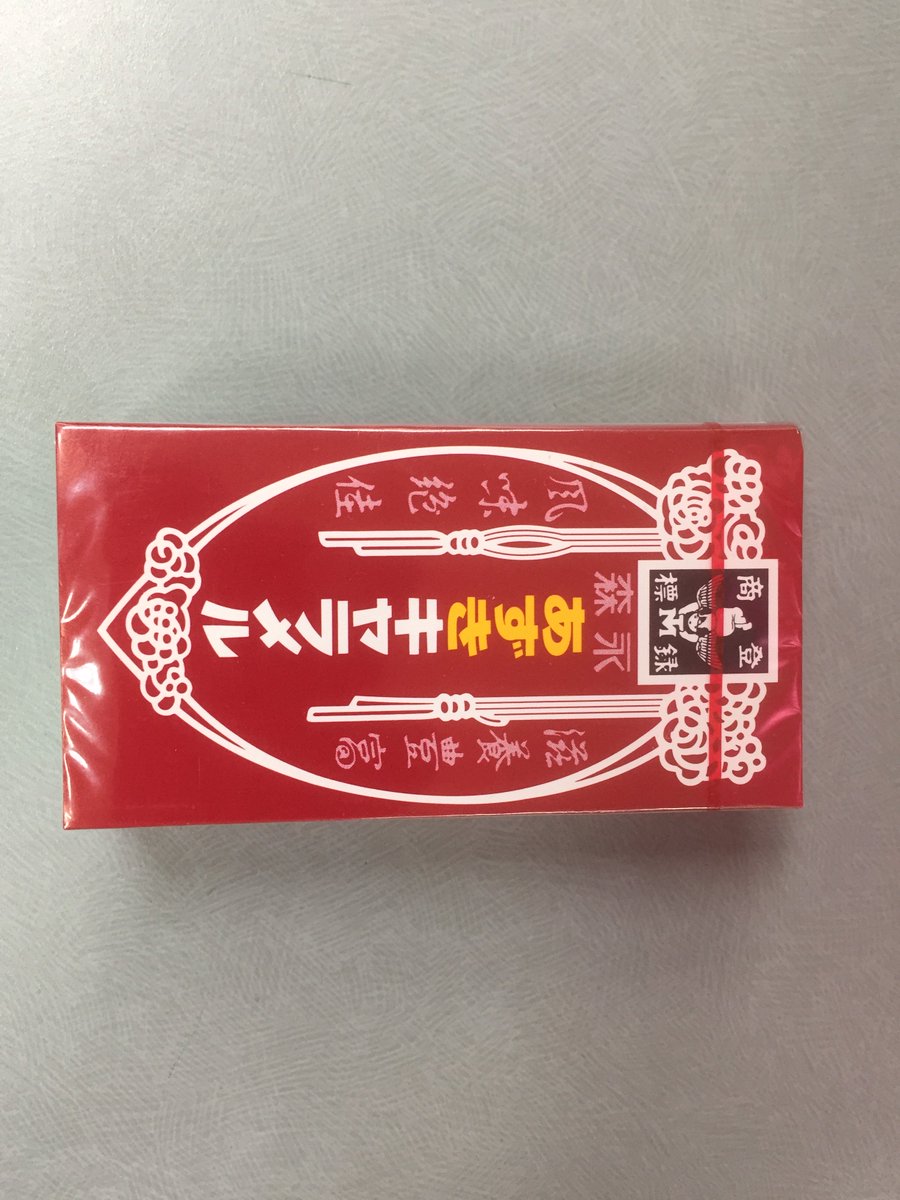 登録
商標
M
森永
滋養豊富
あずきキャラメル
風味絶佳